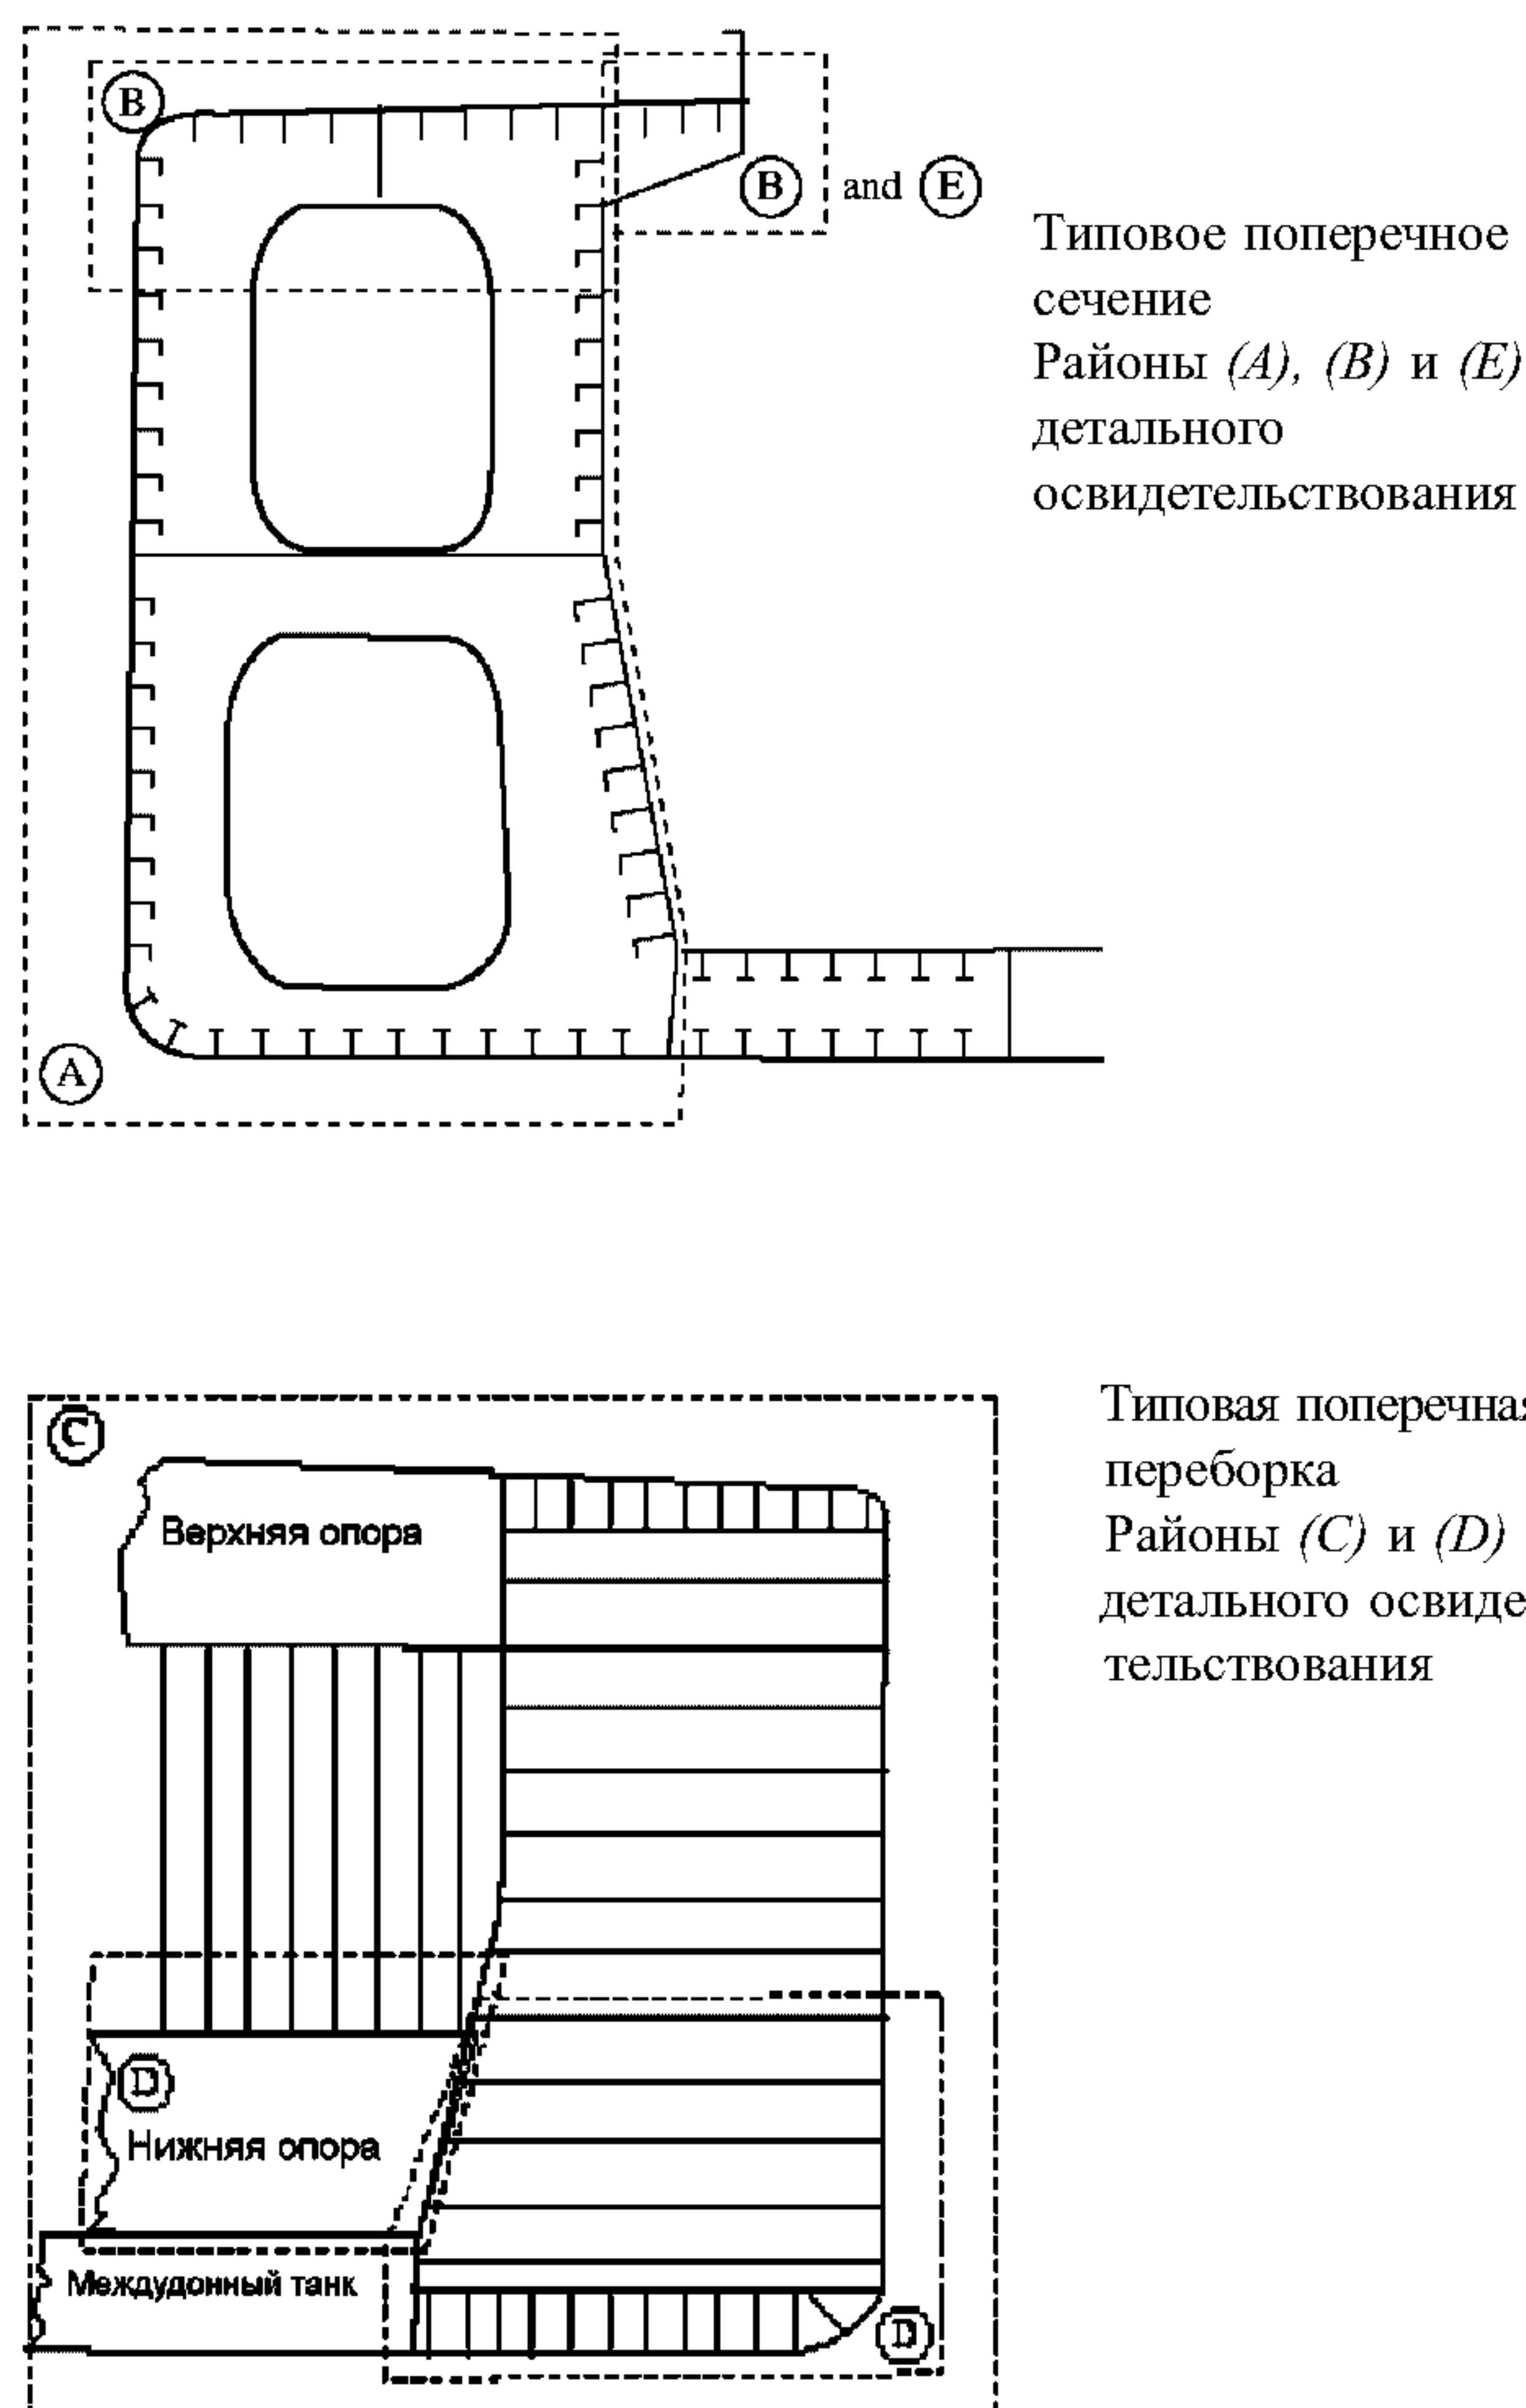 B
B and E
Типовое поперечное
сечение
Районы (A), (B) и (E)
детального
освидетельствования
A
C
Типовая поперечная
переборка
Районы (C) и (D)
детального освиде
тельствования
Верхняя опора
D
Нижняя опора
Междудонный танк
D